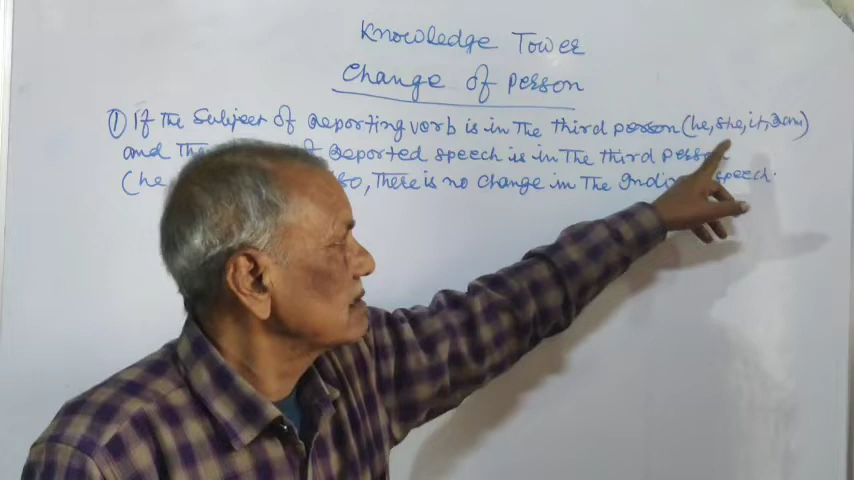 Knowledge Tower
Change of Person
① If The Subject of Reporting verb is in The third person (he, she, it, Ram)
and The of Reported speech is in The third Person
(he so, There is no change in The speech.